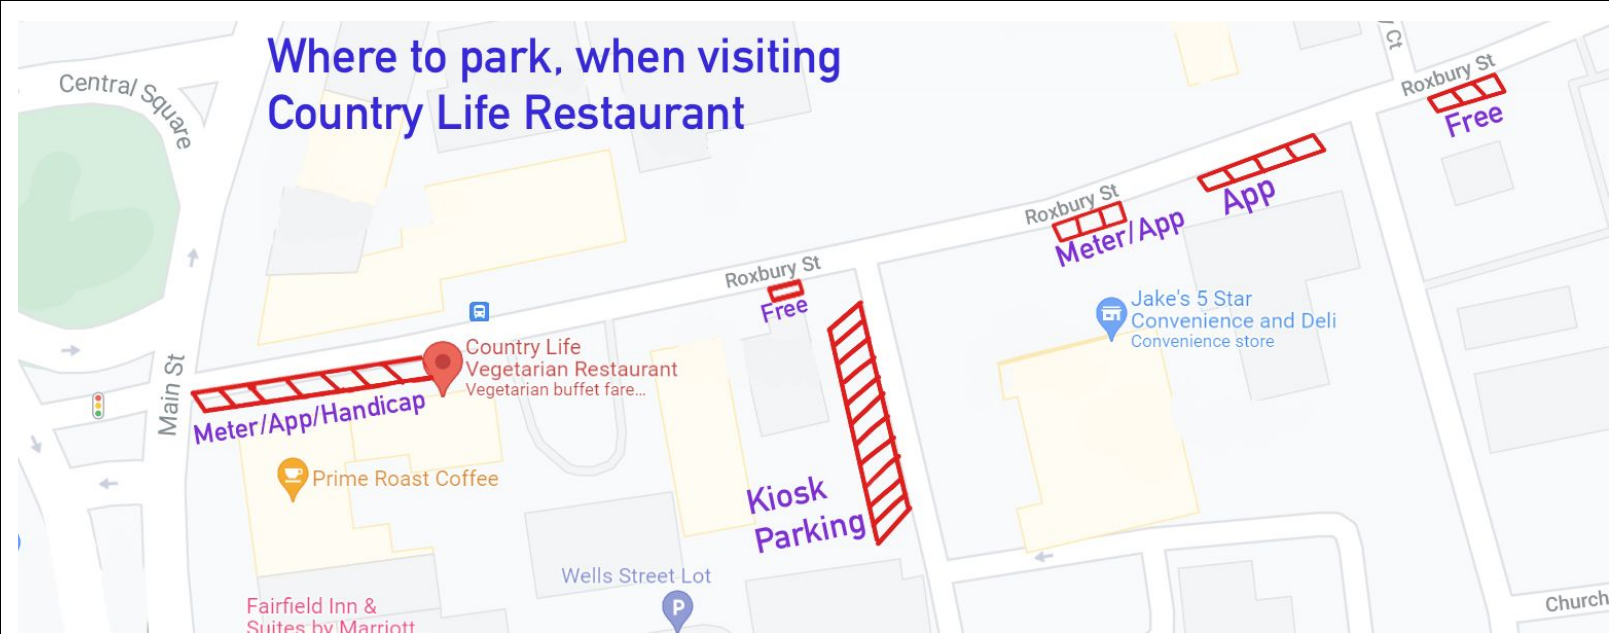 Where to park, when visiting
Country Life Restaurant
Central Square
Ct
Roxbury St
Free
App
Roxbury St
Meter/App
Roxbury St
Free
Jake's 5 Star
Convenience and Deli
Convenience store
Country Life
Vegetarian Restaurant
Vegetarian buffet fare...
Main St
Meter/App/Handicap
Prime Roast Coffee
Kiosk
Parking
Wells Street Lot
P
Fairfield Inn &
Suites by Marriott
Church